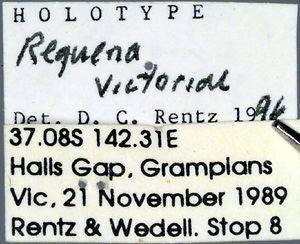 HOLOTYPE
Requena
Victoriae
Det. D. C. Rentz 1996
37.08S 142.31E
Halls Gap, Grampians
Vic, 21 November 1989
Rentz & Wedell. Stop 8